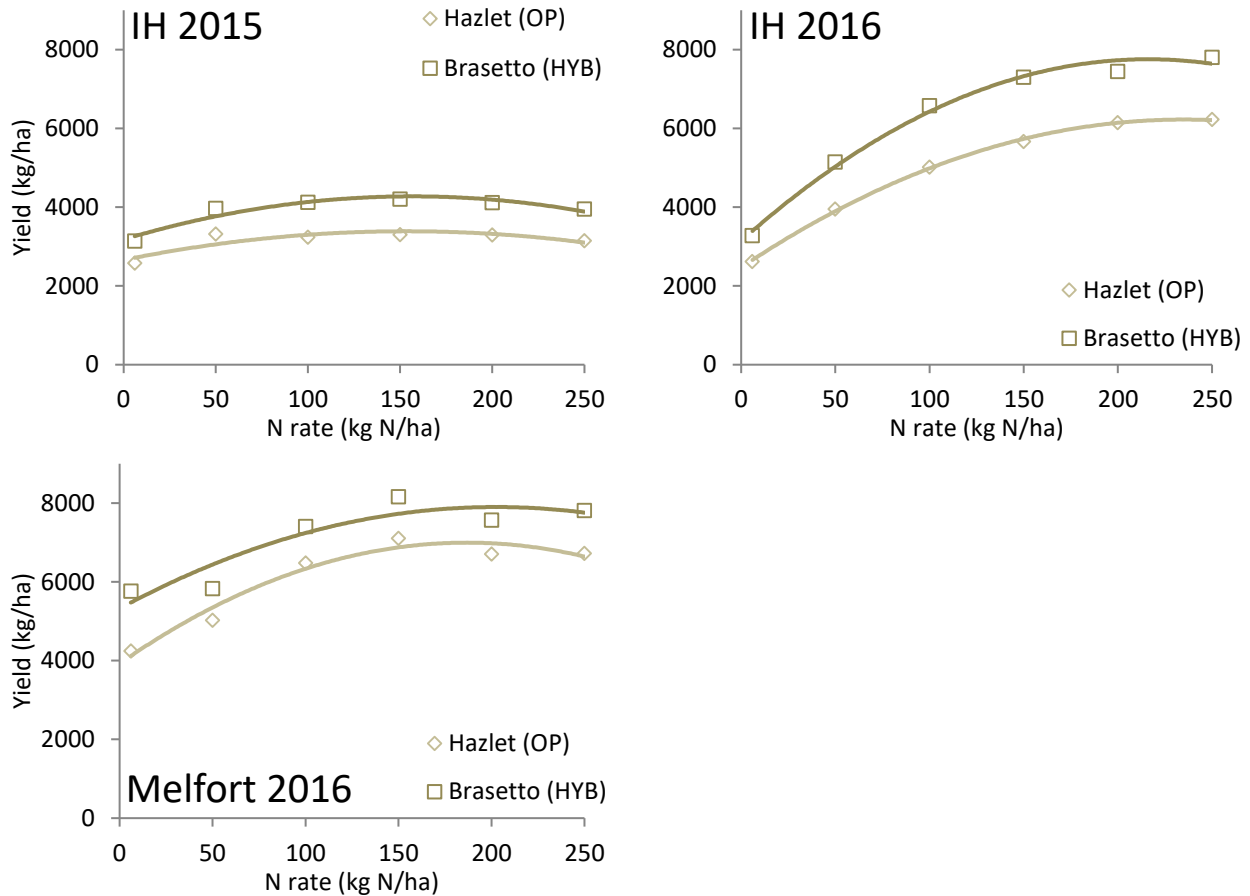 IH 2015
Hazlet (OP)
Brasetto (HYB)
8000
6000
4000
2000
0
Yield (kg/ha)
0 50 100 150 200 250
N rate (kg N/ha)
IH 2016
8000
6000
4000
2000
0
Hazlet (OP)
Brasetto (HYB)
0 50 100 150 200 250
N rate (kg N/ha)
8000
6000
4000
2000
0
Yield (kg/ha)
Hazlet (OP)
Brasetto (HYB)
Melfort 2016
0 50 100 150 200 250
N rate (kg N/ha)